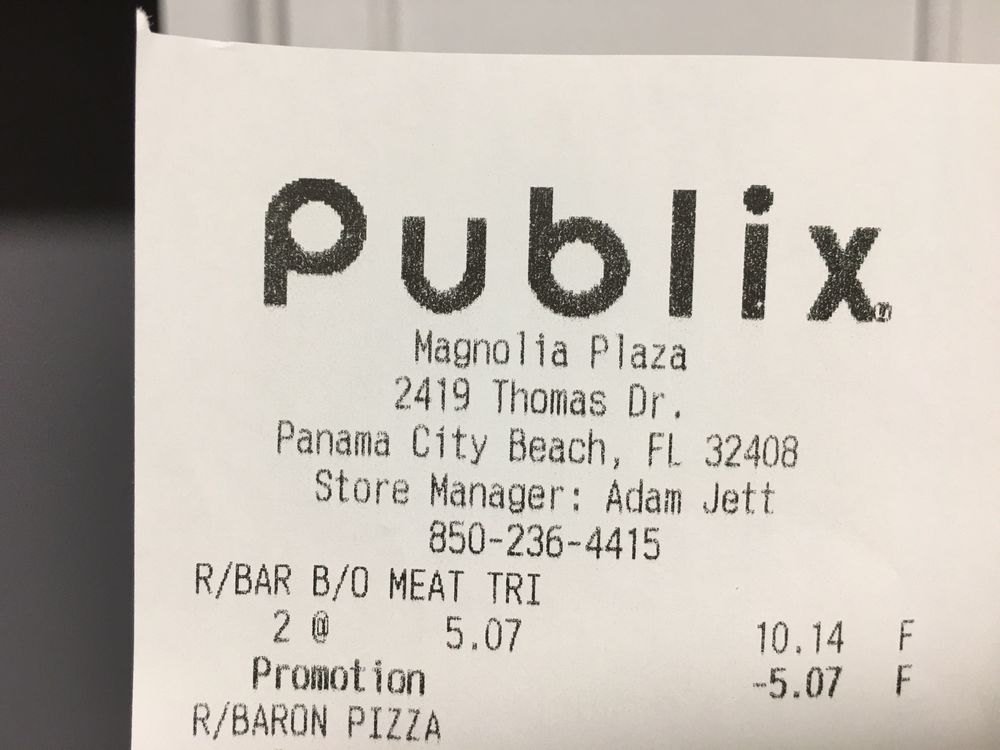 Publix
Magnolia Plaza
2419 Thomas Dr.
Panama City Beach, FL 32408
Store Manager: Adam Jett
850-236-4415
R/BAR B/O MEAT TRI
2 @ 5.07 10.14 F
Promotion -5.07 F
R/BARON PIZZA